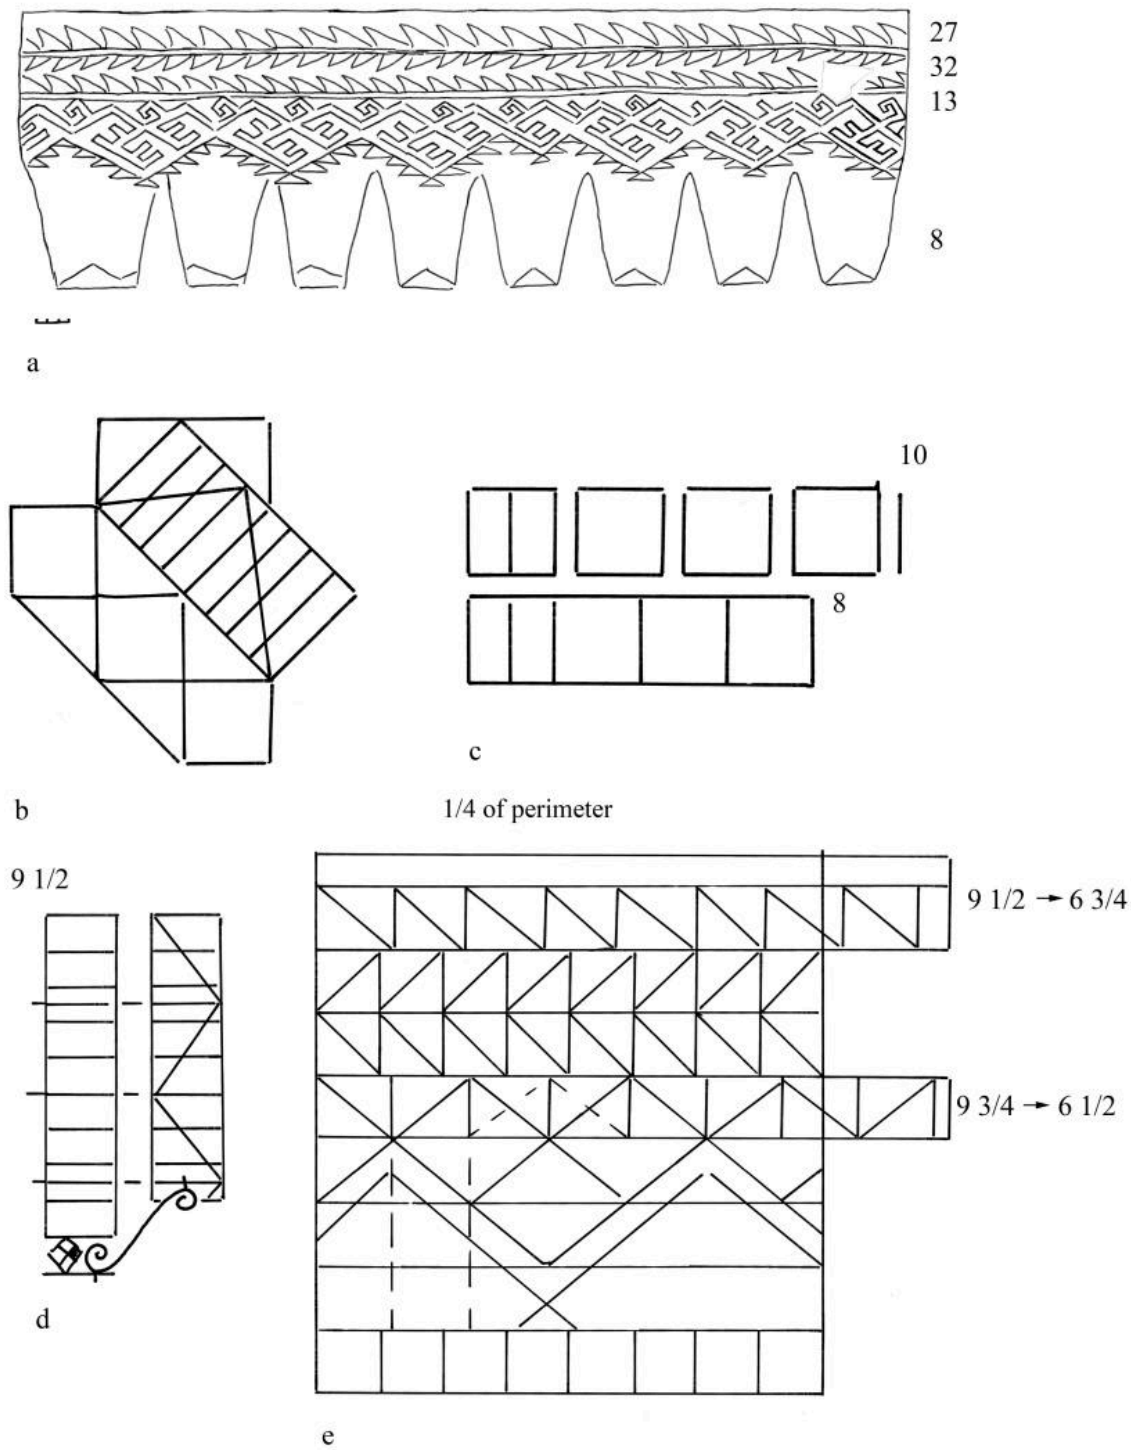 27
32
13
8
a
10
8
c
b
1/4 of perimeter
9 1/2
9 1/2 → 6 3/4
9 3/4 → 6 1/2
d
e